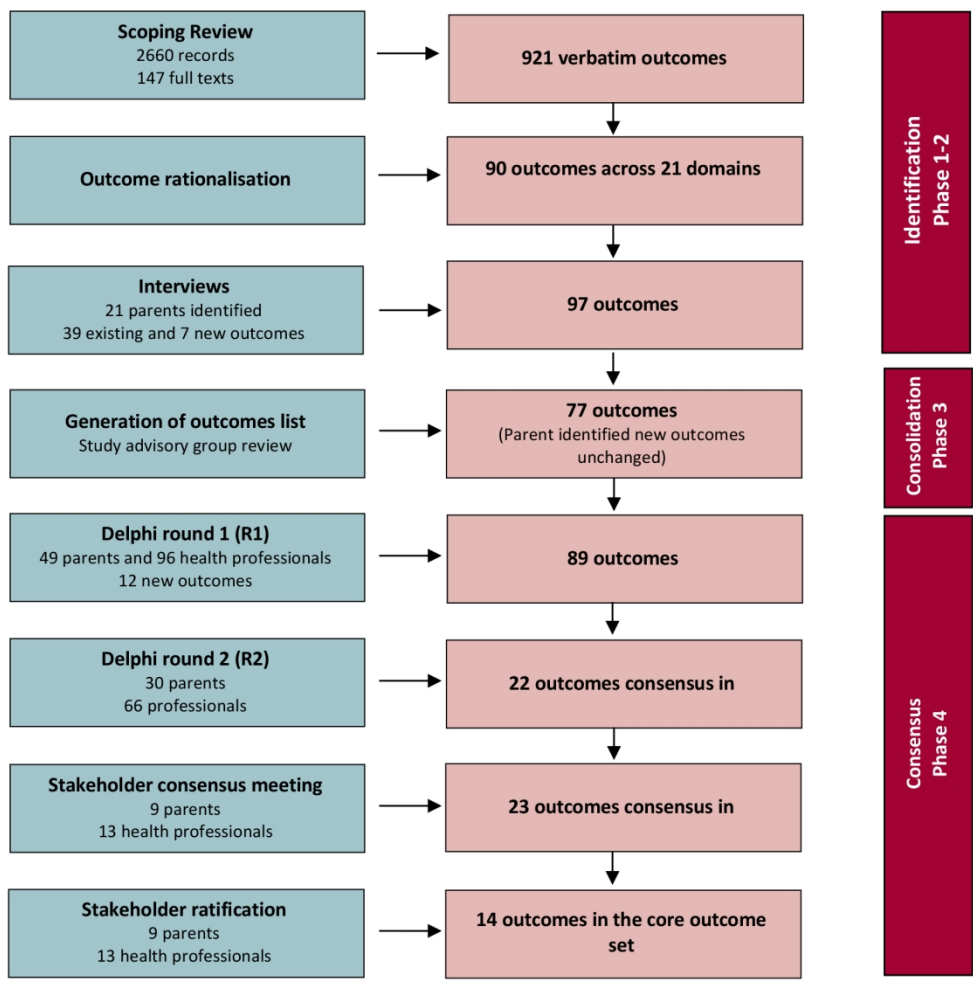 Scoping Review
2660 records
147 full texts
921 verbatim outcomes
Outcome rationalisation
90 outcomes across 21 domains
Interviews
21 parents identified
39 existing and 7 new outcomes
97 outcomes
Identification
Phase 1-2
Generation of outcomes list
Study advisory group review
77 outcomes
(Parent identified new outcomes
unchanged)
Consolidation
Phase 3
Delphi round 1 (R1)
49 parents and 96 health professionals
12 new outcomes
89 outcomes
Delphi round 2 (R2)
30 parents
66 professionals
22 outcomes consensus in
Stakeholder consensus meeting
9 parents
13 health professionals
23 outcomes consensus in
Stakeholder ratification
9 parents
13 health professionals
14 outcomes in the core outcome
set
Consensus
Phase 4